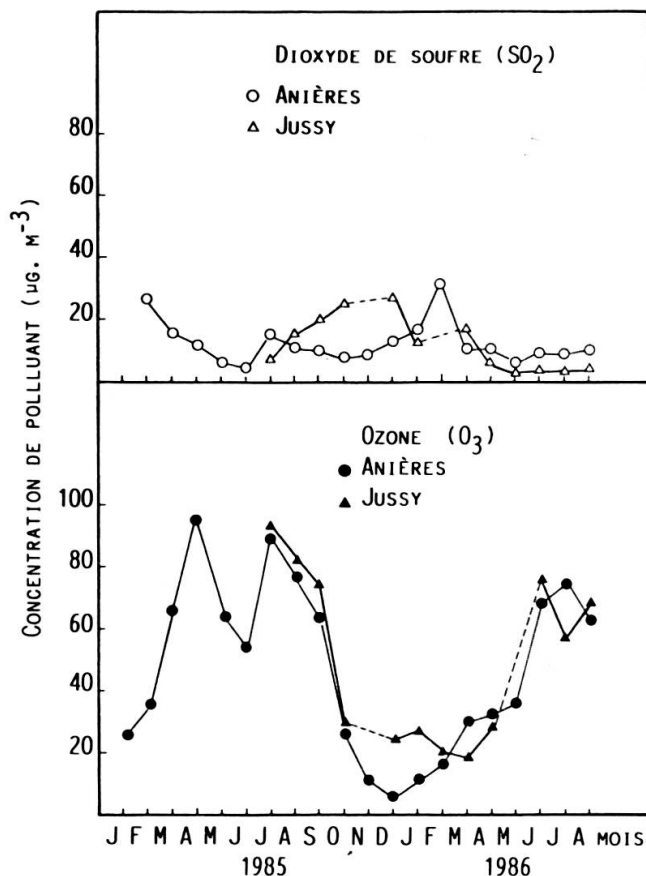 DIOXYDE DE SOUFRE (SO2)
○ ANIÈRES
△ JUSSY
80
60
40
20
CONCENTRATION DE POLLLUANT (µG. M-3)
OZONE (O3)
● ANIÈRES
▲ JUSSY
100
80
60
40
20
J F M A M J J A S O N D J F M A M J J A MOIS
1985 1986